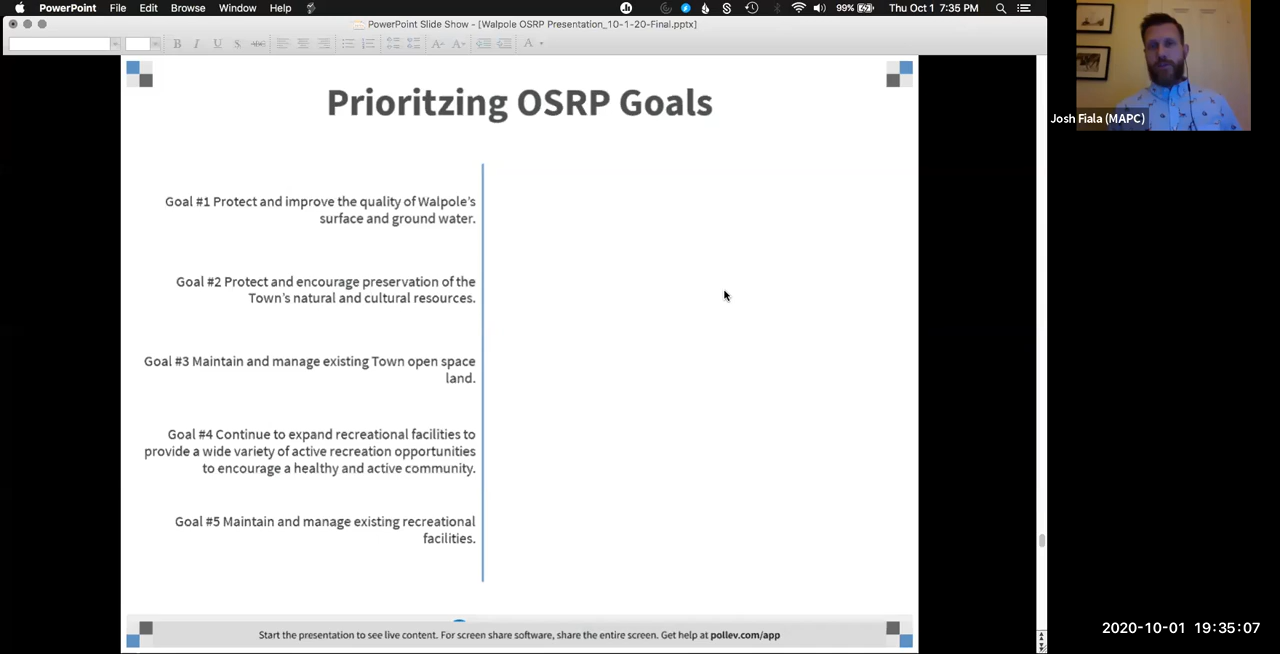 PowerPoint File Edit Browse Window Help 99% Thu Oct 1 7:35 PM
PowerPoint Slide Show - [Walpole OSRP Presentation_10-1-20-Final.pptx]
B I U S ABC A A A
Prioritzing OSRP Goals
Josh Fiala (MAPC)
Goal #1 Protect and improve the quality of Walpole's
surface and ground water.
Goal #2 Protect and encourage preservation of the
Town's natural and cultural resources.
Goal #3 Maintain and manage existing Town open space
land.
Goal #4 Continue to expand recreational facilities to
provide a wide variety of active recreation opportunities
to encourage a healthy and active community.
Goal #5 Maintain and manage existing recreational
facilities.
Start the presentation to see live content. For screen share software, share the entire screen. Get help at pollev.com/app
2020-10-01 19:35:07